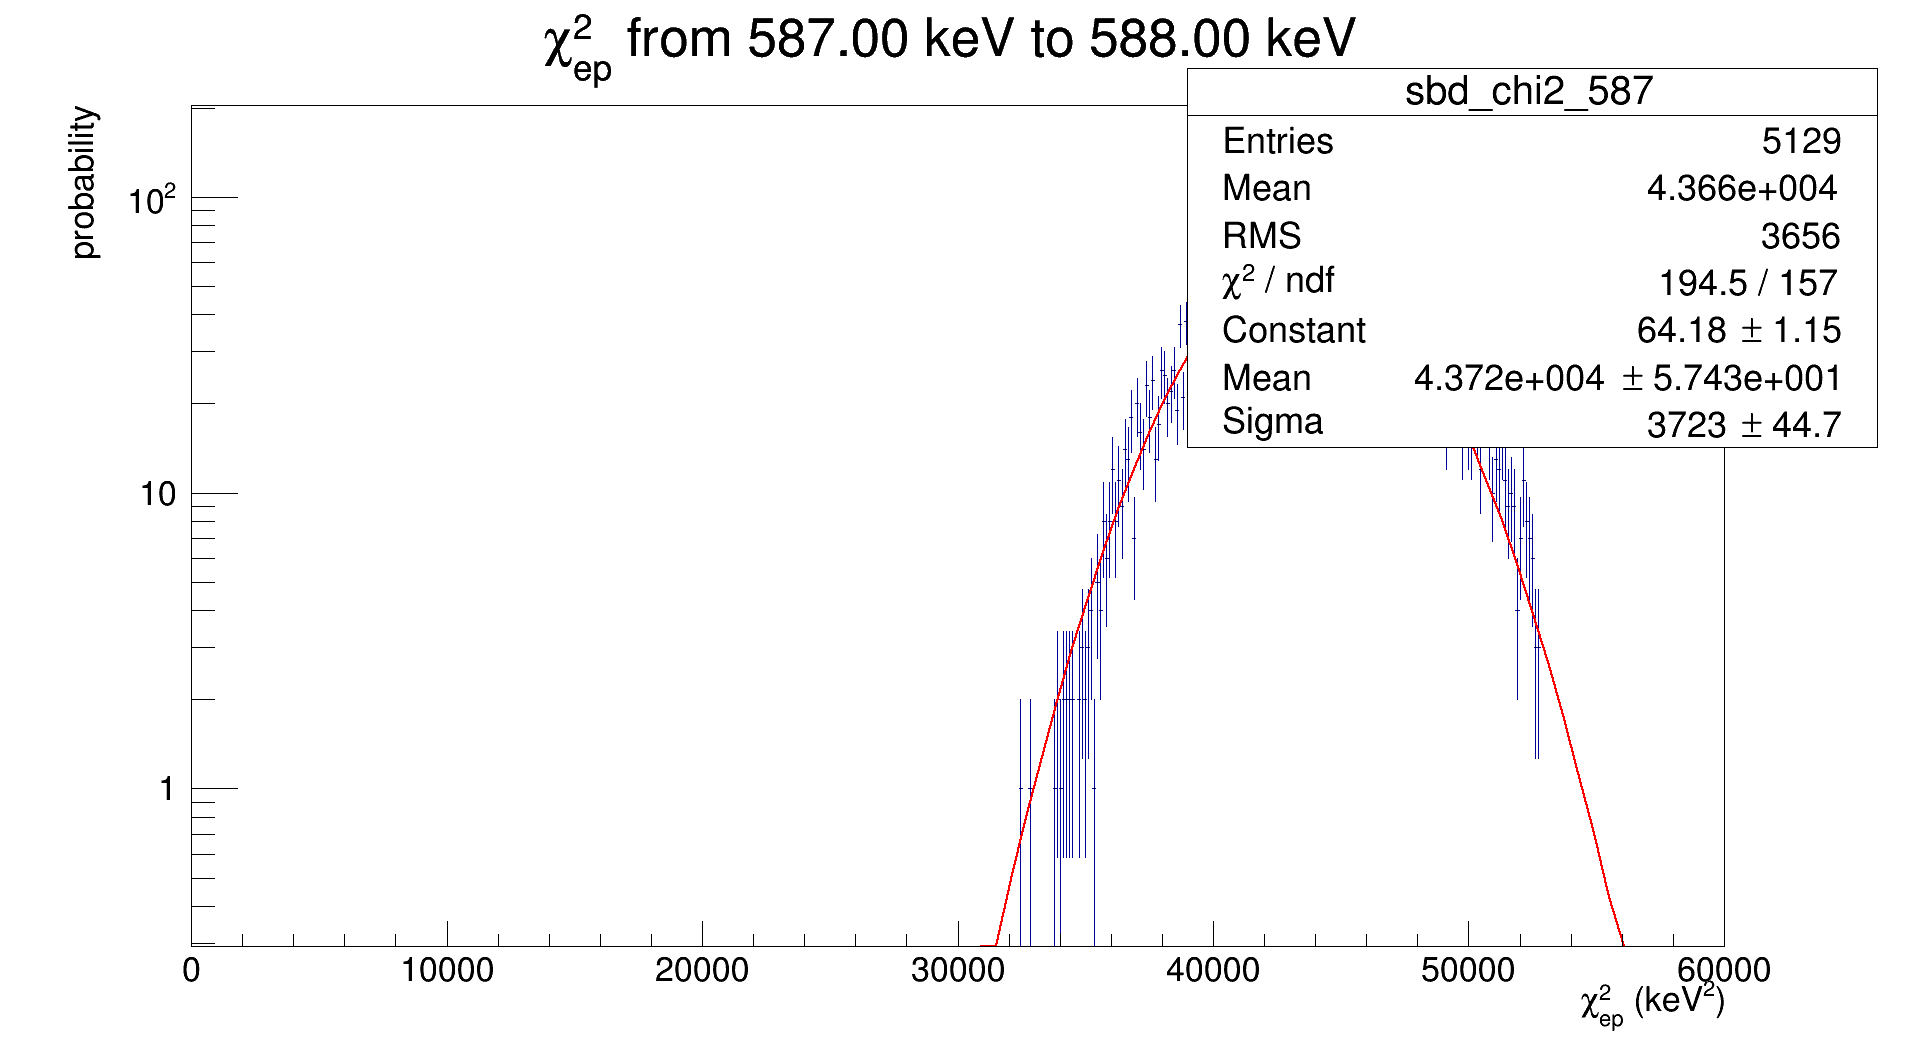 χ²ep from 587.00 keV to 588.00 keV
sbd_chi2_587
Entries 5129
Mean 4.366e+004
RMS 3656
χ² / ndf 194.5 / 157
Constant 64.18 ± 1.15
Mean 4.372e+004 ± 5.743e+001
Sigma 3723 ± 44.7
probability
10²
10
1
0 10000 20000 30000 40000 50000 60000
χ²ep (keV²)